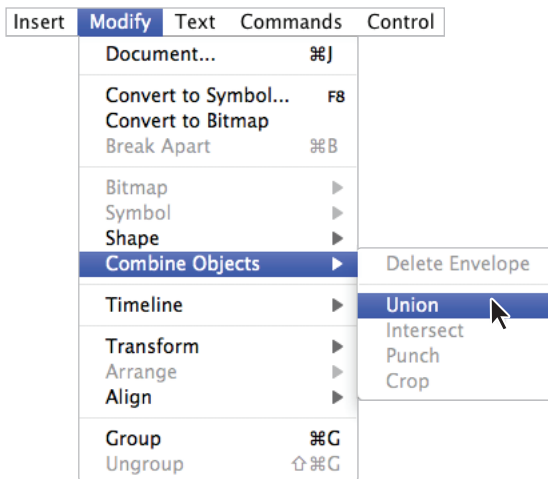 Insert Modify Text Commands Control
Document... ⌘J
Convert to Symbol... F8
Convert to Bitmap
Break Apart ⌘B
Bitmap
Symbol
Shape
Combine Objects
Delete Envelope
Union
Intersect
Punch
Crop
Timeline
Transform
Arrange
Align
Group ⌘G
Ungroup ⇧⌘G